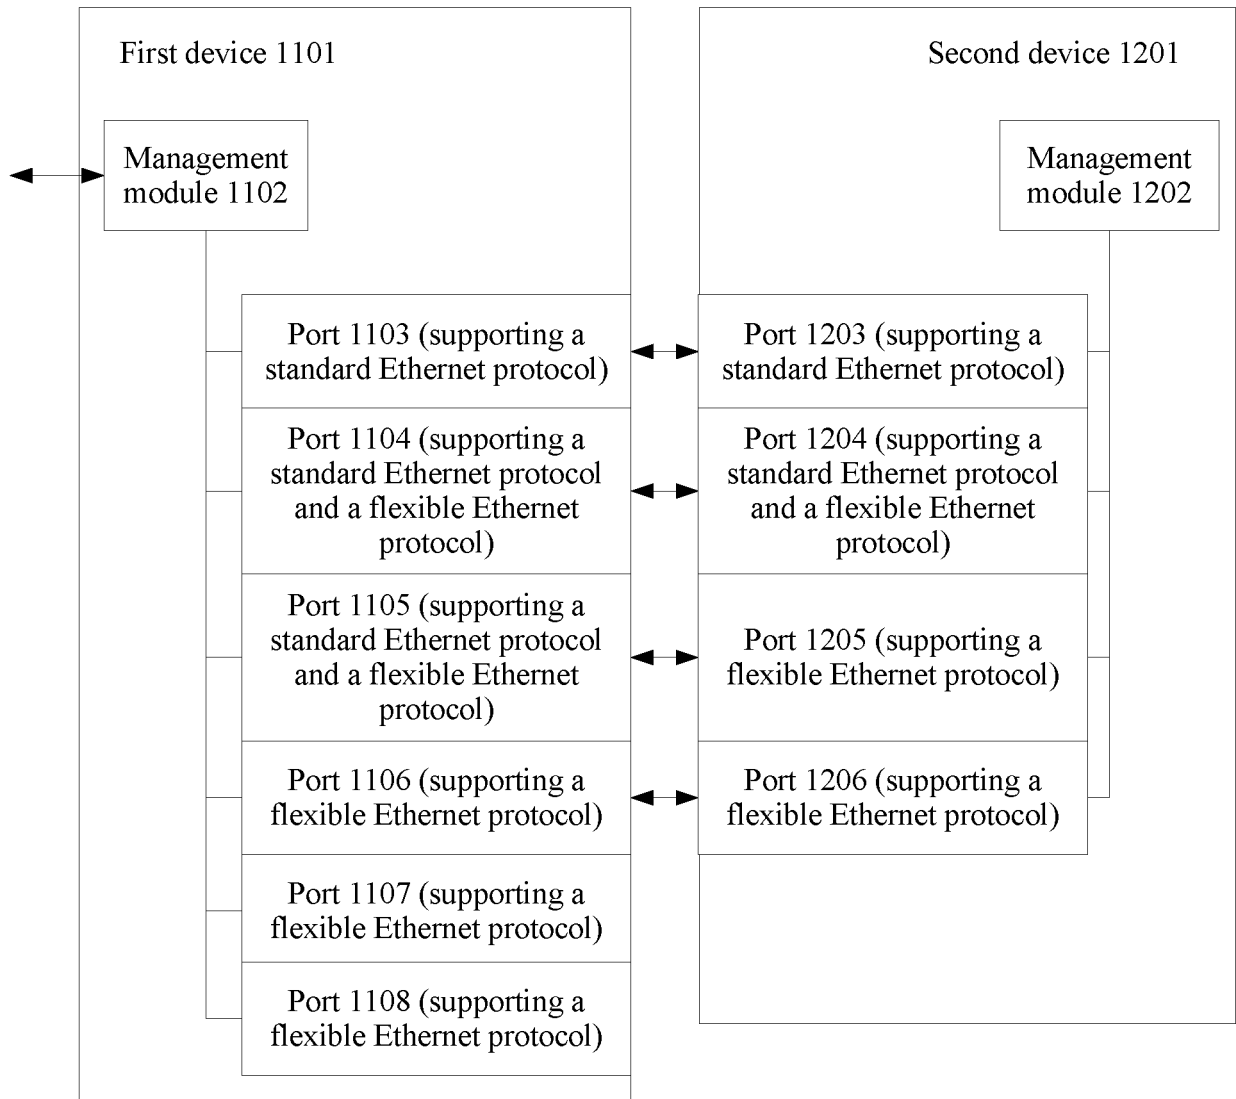 First device 1101
Second device 1201
Management
module 1102
Management
module 1202
Port 1103 (supporting a
standard Ethernet protocol)
Port 1203 (supporting a
standard Ethernet protocol)
Port 1104 (supporting a
standard Ethernet protocol
and a flexible Ethernet
protocol)
Port 1204 (supporting a
standard Ethernet protocol
and a flexible Ethernet
protocol)
Port 1105 (supporting a
standard Ethernet protocol
and a flexible Ethernet
protocol)
Port 1205 (supporting a
flexible Ethernet protocol)
Port 1106 (supporting a
flexible Ethernet protocol)
Port 1206 (supporting a
flexible Ethernet protocol)
Port 1107 (supporting a
flexible Ethernet protocol)
Port 1108 (supporting a
flexible Ethernet protocol)